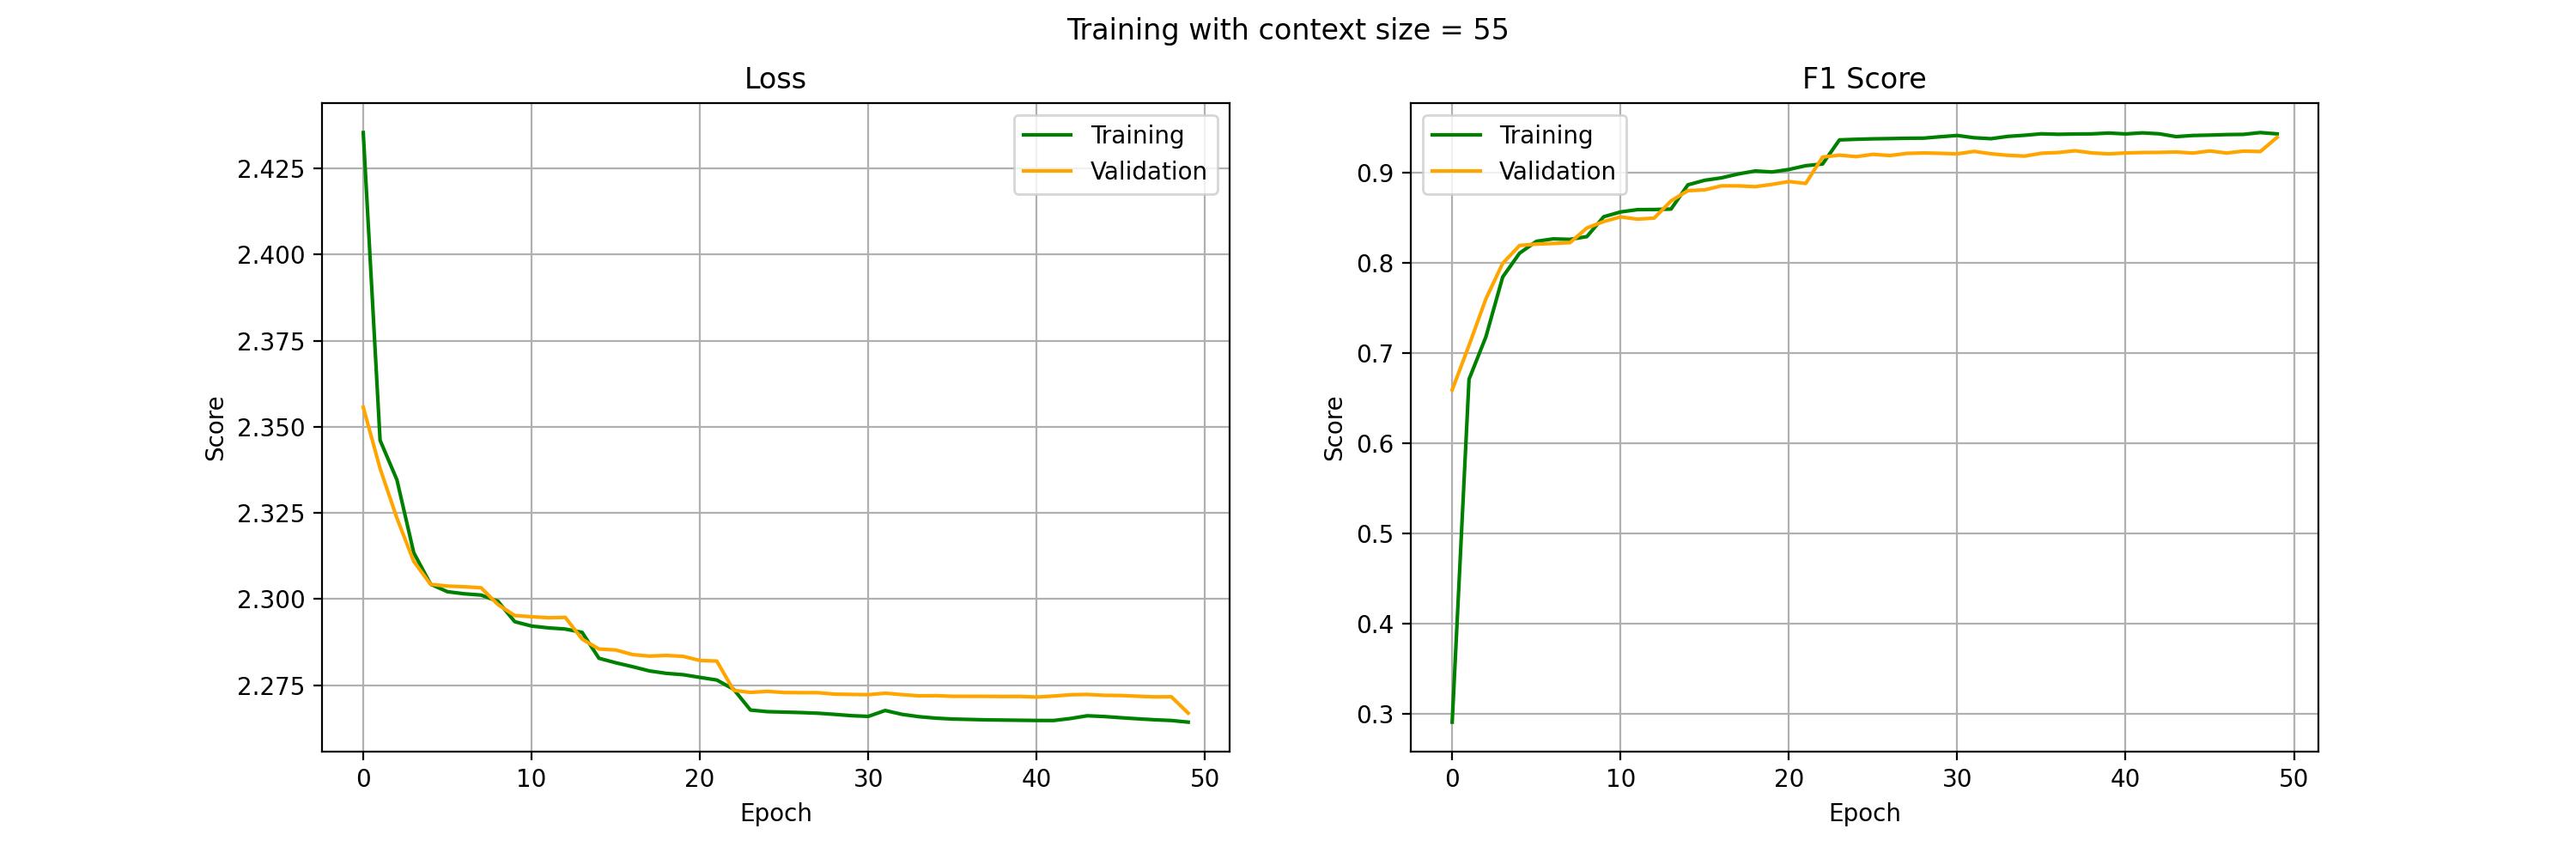 Training with context size = 55
Loss
Training
Validation
2.425
2.400
2.375
2.350
2.325
2.300
2.275
Score
0 10 20 30 40 50
Epoch
F1 Score
Training
Validation
0.9
0.8
0.7
0.6
0.5
0.4
0.3
Score
0 10 20 30 40 50
Epoch